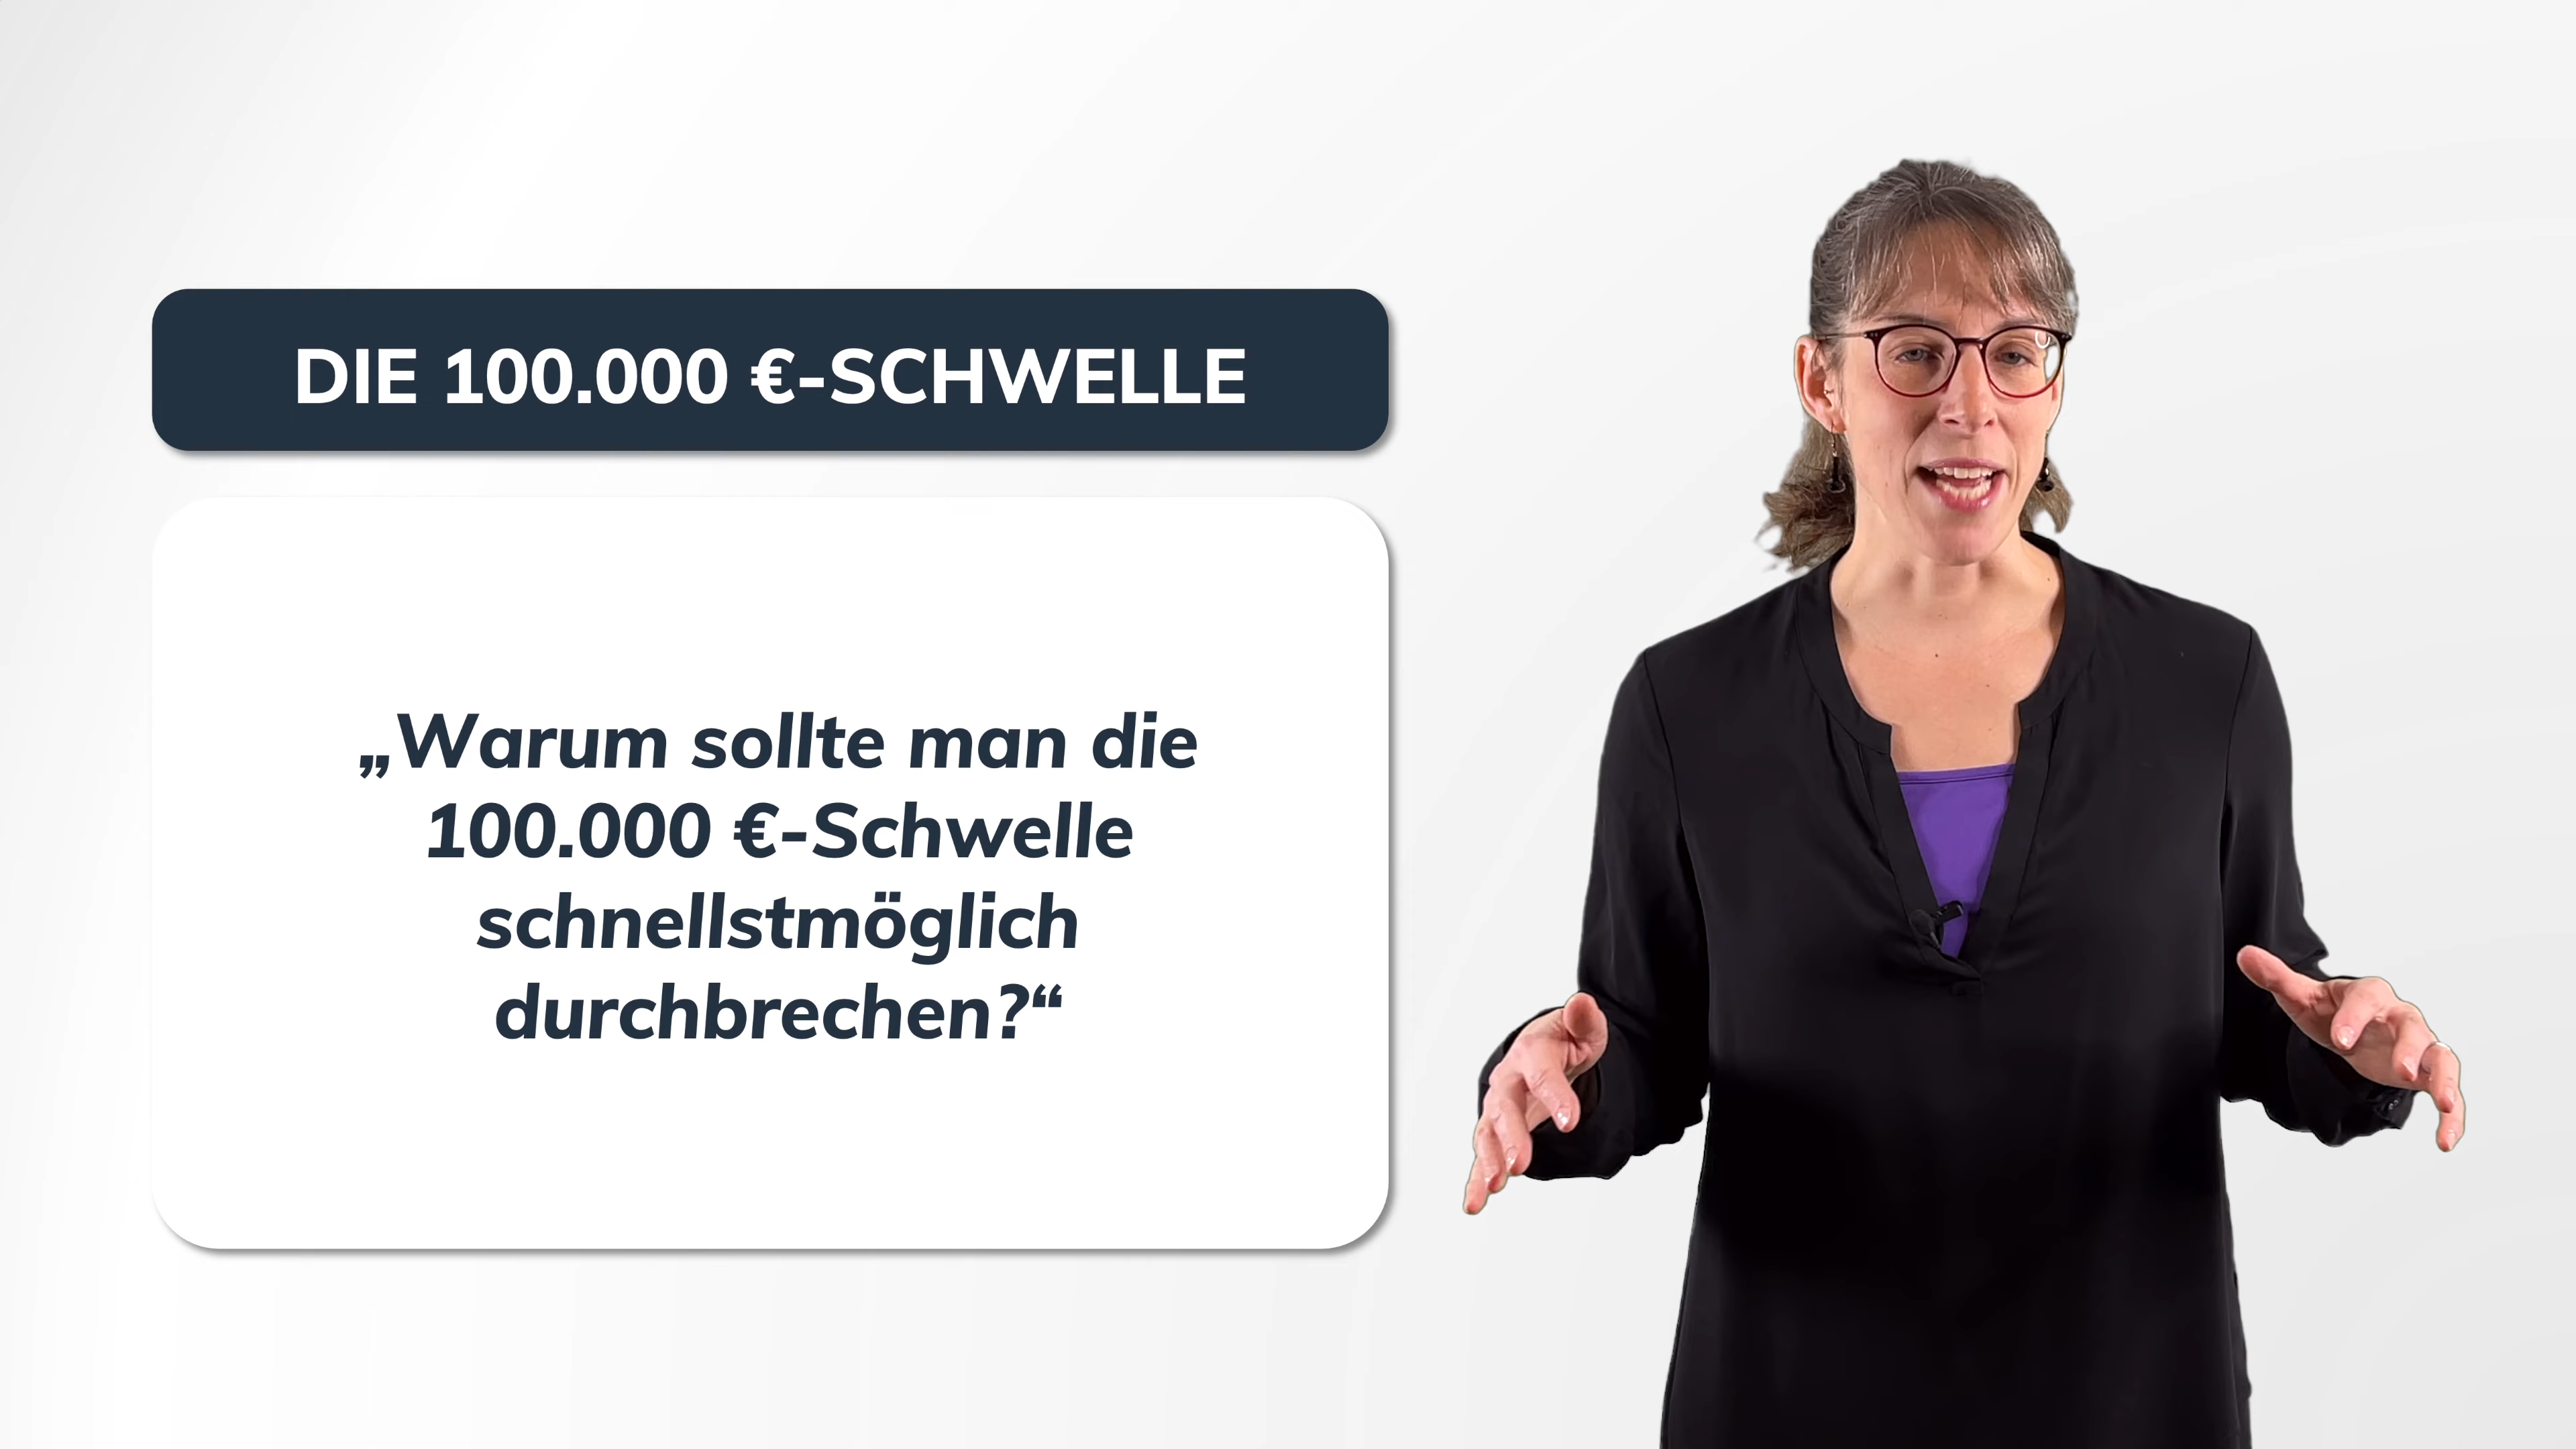 DIE 100.000 €-SCHWELLE
„Warum sollte man die
100.000 €-Schwelle
schnellstmöglich
durchbrechen?“